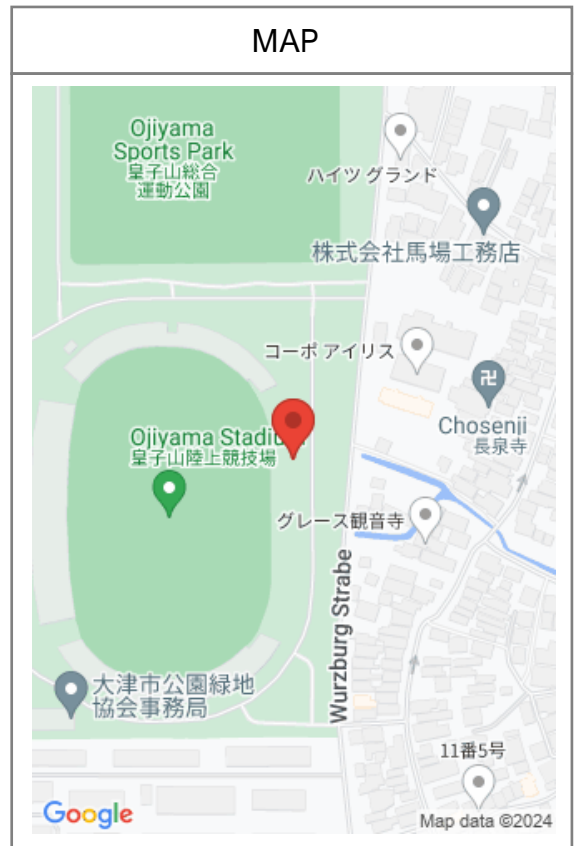 MAP
Ojiyama
Sports Park
皇子山総合
運動公園
ハイツ グランド
株式会社馬場工務店
コーポ アイリス
卍
Chosenji
長泉寺
Ojiyama Stadiu
皇子山陸上競技場
グレース観音寺
Wurzburg Strabe
大津市公園緑地
協会事務局
11番5号
Google
Map data ©2024